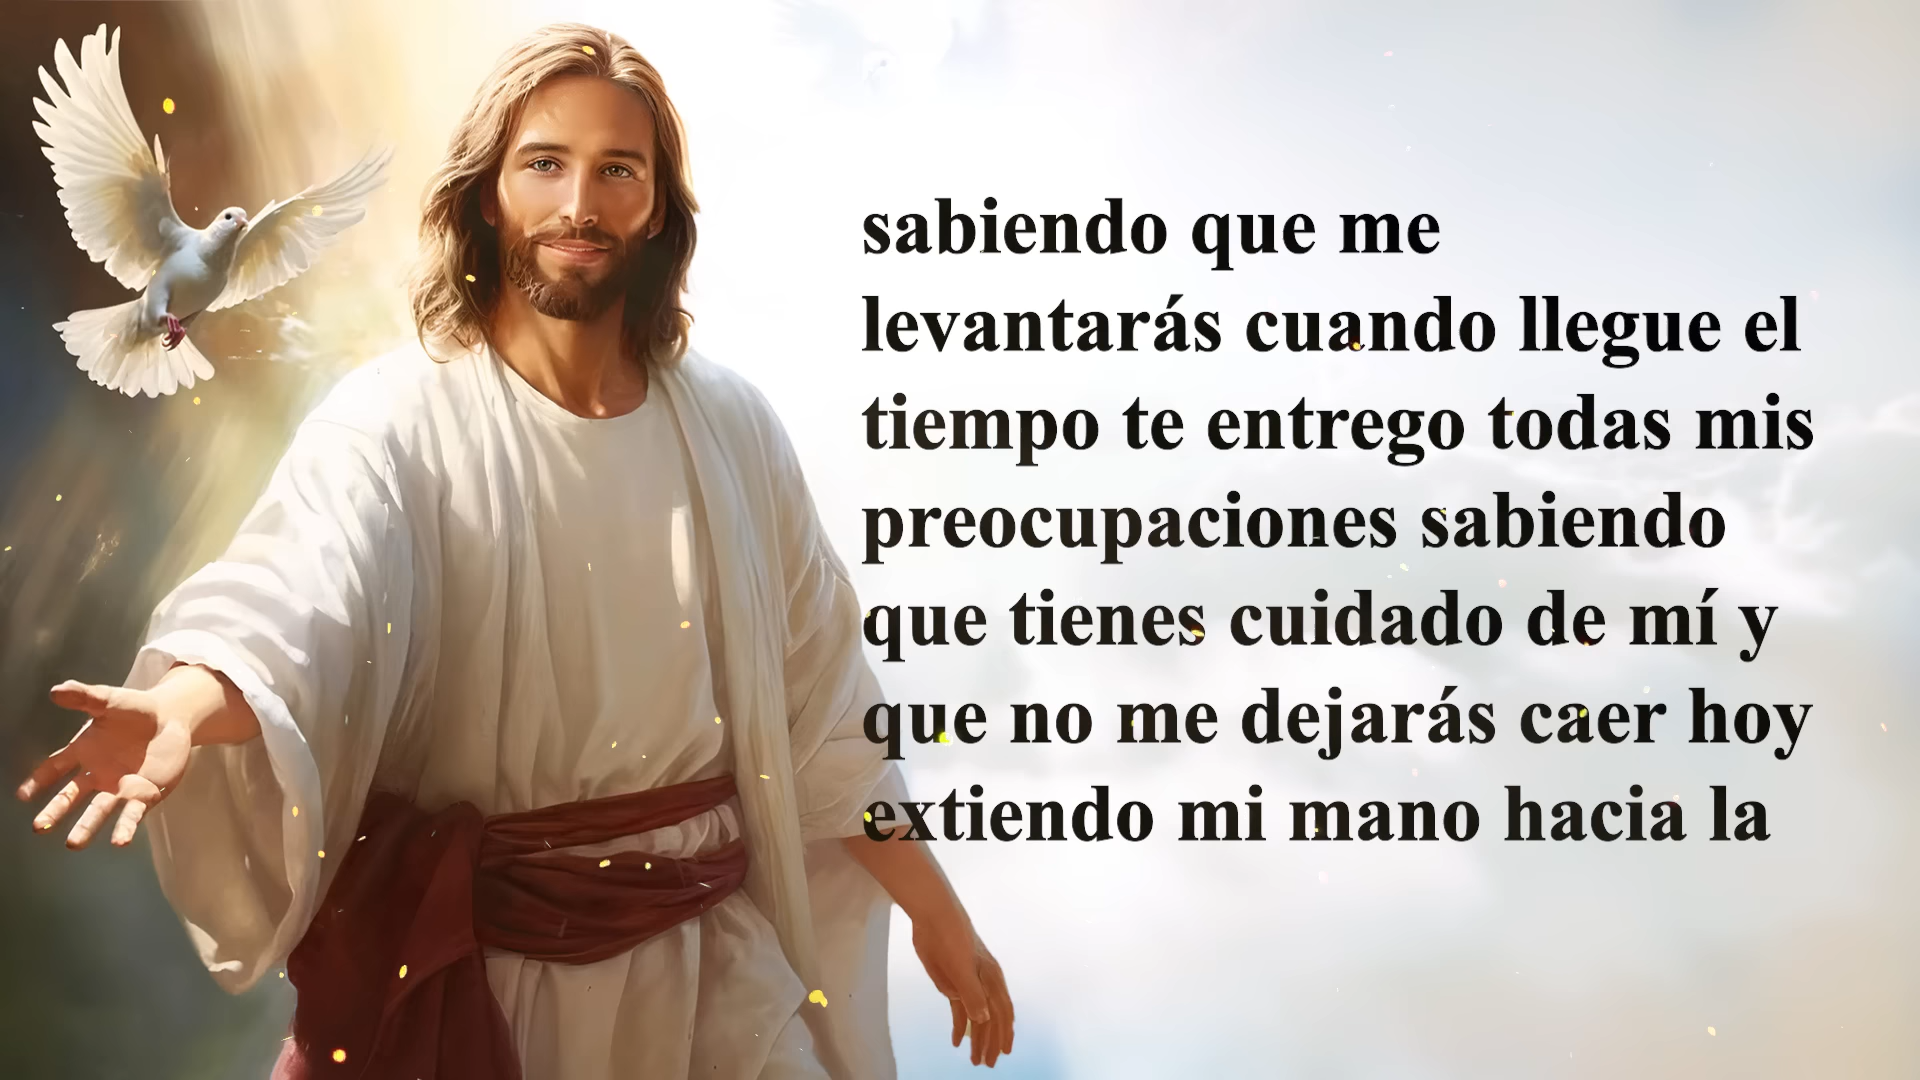 sabiendo que me
levantarás cuando llegue el
tiempo te entrego todas mis
preocupaciones sabiendo
que tienes cuidado de mí y
que no me dejarás caer hoy
extiendo mi mano hacia la